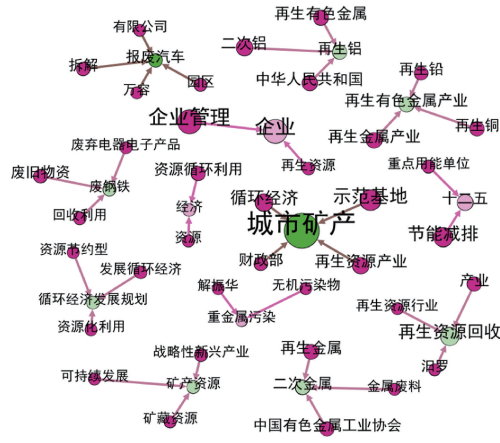 有限公司
再生有色金属
报废汽车
二次铝
再生铝
拆解
万容
园区
中华人民共和国
再生铅
再生有色金属产业
企业管理
企业
再生金属产业
再生铜
废弃电器电子产品
资源循环利用
再生资源
重点用能单位
废旧物资
废钢铁
循环经济
示范基地
十二五
经济
回收利用
城市矿产
资源
节能减排
资源节约型
财政部
再生资源产业
发展循环经济
解振华
无机污染物
产业
循环经济发展规划
再生资源行业
资源化利用
重金属污染
再生资源回收
战略性新兴产业
再生金属
汨罗
可持续发展
矿产资源
二次金属
金属废料
矿藏资源
中国有色金属工业协会